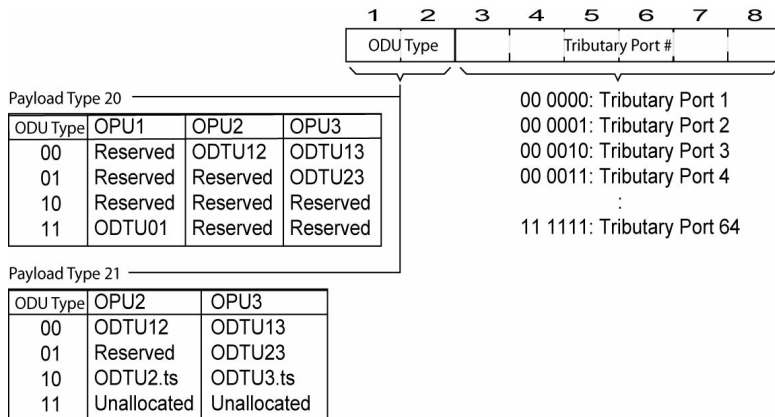 1 2 3 4 5 6 7 8
ODU Type Tributary Port #
Payload Type 20
ODU Type OPU1 OPU2 OPU3
00 Reserved ODTU12 ODTU13
01 Reserved Reserved ODTU23
10 Reserved Reserved Reserved
11 ODTU01 Reserved Reserved
00 0000: Tributary Port 1
00 0001: Tributary Port 2
00 0010: Tributary Port 3
00 0011: Tributary Port 4
:
11 1111: Tributary Port 64
Payload Type 21
ODU Type OPU2 OPU3
00 ODTU12 ODTU13
01 Reserved ODTU23
10 ODTU2.ts ODTU3.ts
11 Unallocated Unallocated